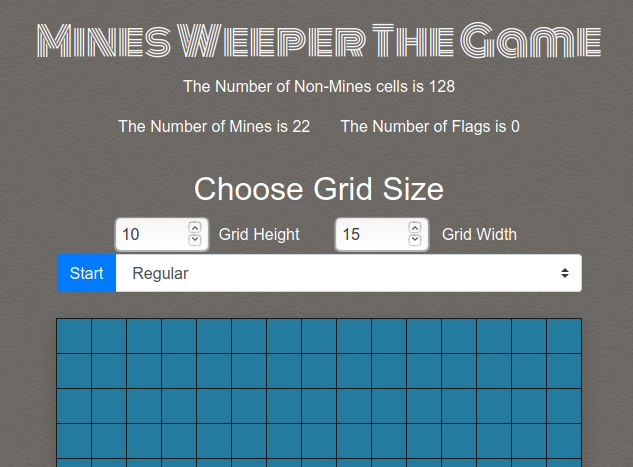 Mines Weeper The Game
The Number of Non-Mines cells is 128
The Number of Mines is 22 The Number of Flags is 0
Choose Grid Size
10 Grid Height 15 Grid Width
Start Regular